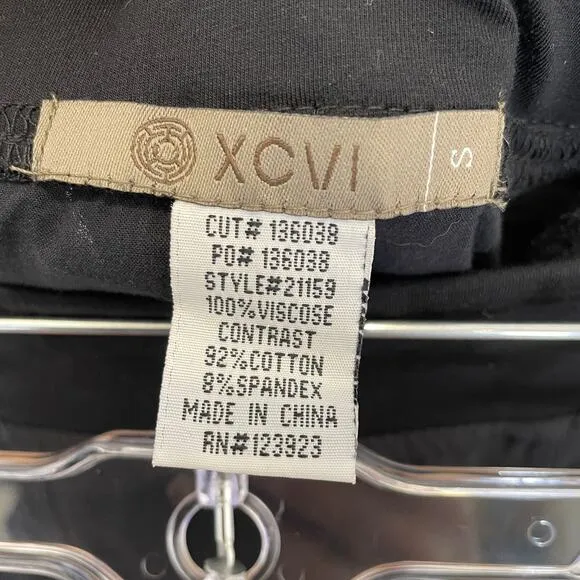 XCVI
S
CUT# 136038
PO# 136038
STYLE#21159
100%VISCOSE
CONTRAST
92%COTTON
8%SPANDEX
MADE IN CHINA
RN#123923